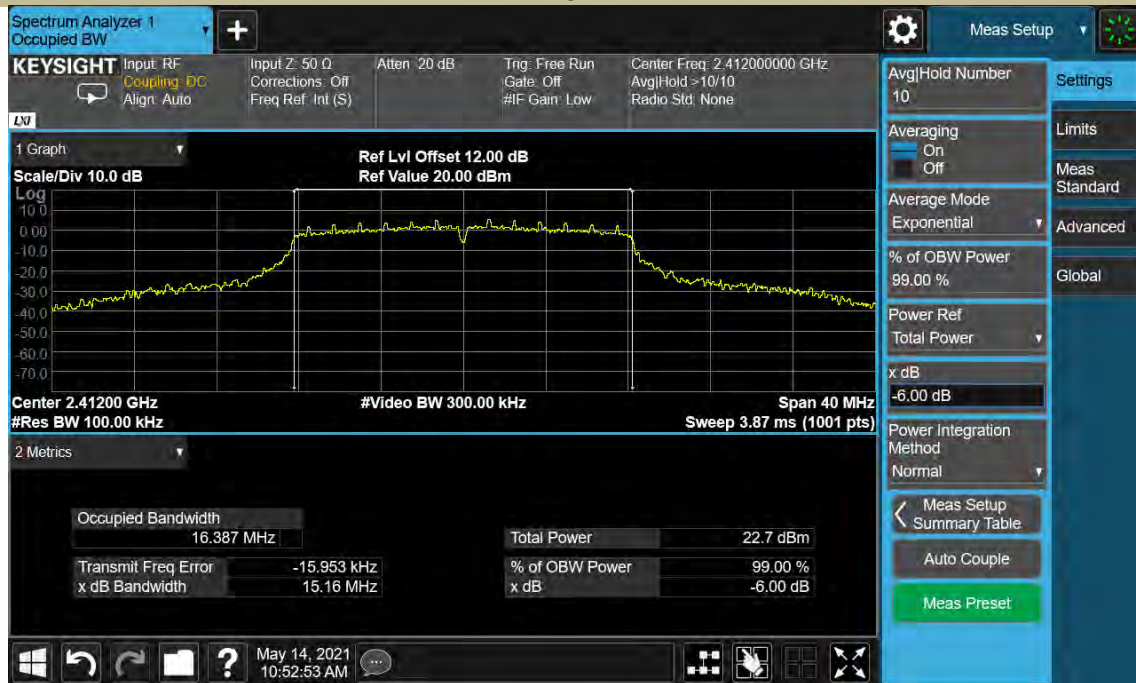 Spectrum Analyzer 1
Occupied BW
+
Meas Setup
KEYSIGHT
Input: RF
Coupling: DC
Align: Auto
Input Z: 50 Ω
Corrections: Off
Freq Ref: Int (S)
Atten: 20 dB
Trig: Free Run
Gate: Off
#IF Gain: Low
Center Freq: 2.412000000 GHz
Avg|Hold >10/10
Radio Std: None
LXI
1 Graph
Scale/Div 10.0 dB
Ref Lvl Offset 12.00 dB
Ref Value 20.00 dBm
Log
10.0
0.00
-10.0
-20.0
-30.0
-40.0
-50.0
-60.0
-70.0
Center 2.41200 GHz
#Video BW 300.00 kHz
Span 40 MHz
#Res BW 100.00 kHz
Sweep 3.87 ms (1001 pts)
2 Metrics
Occupied Bandwidth
16.387 MHz
Total Power 22.7 dBm
Transmit Freq Error -15.953 kHz
% of OBW Power 99.00 %
x dB Bandwidth 15.16 MHz
x dB -6.00 dB
Avg|Hold Number
10
Averaging
On
Off
Average Mode
Exponential
% of OBW Power
99.00 %
Power Ref
Total Power
x dB
-6.00 dB
Power Integration
Method
Normal
Meas Setup
Summary Table
Auto Couple
Meas Preset
Settings
Limits
Meas
Standard
Advanced
Global
?
May 14, 2021
10:52:53 AM